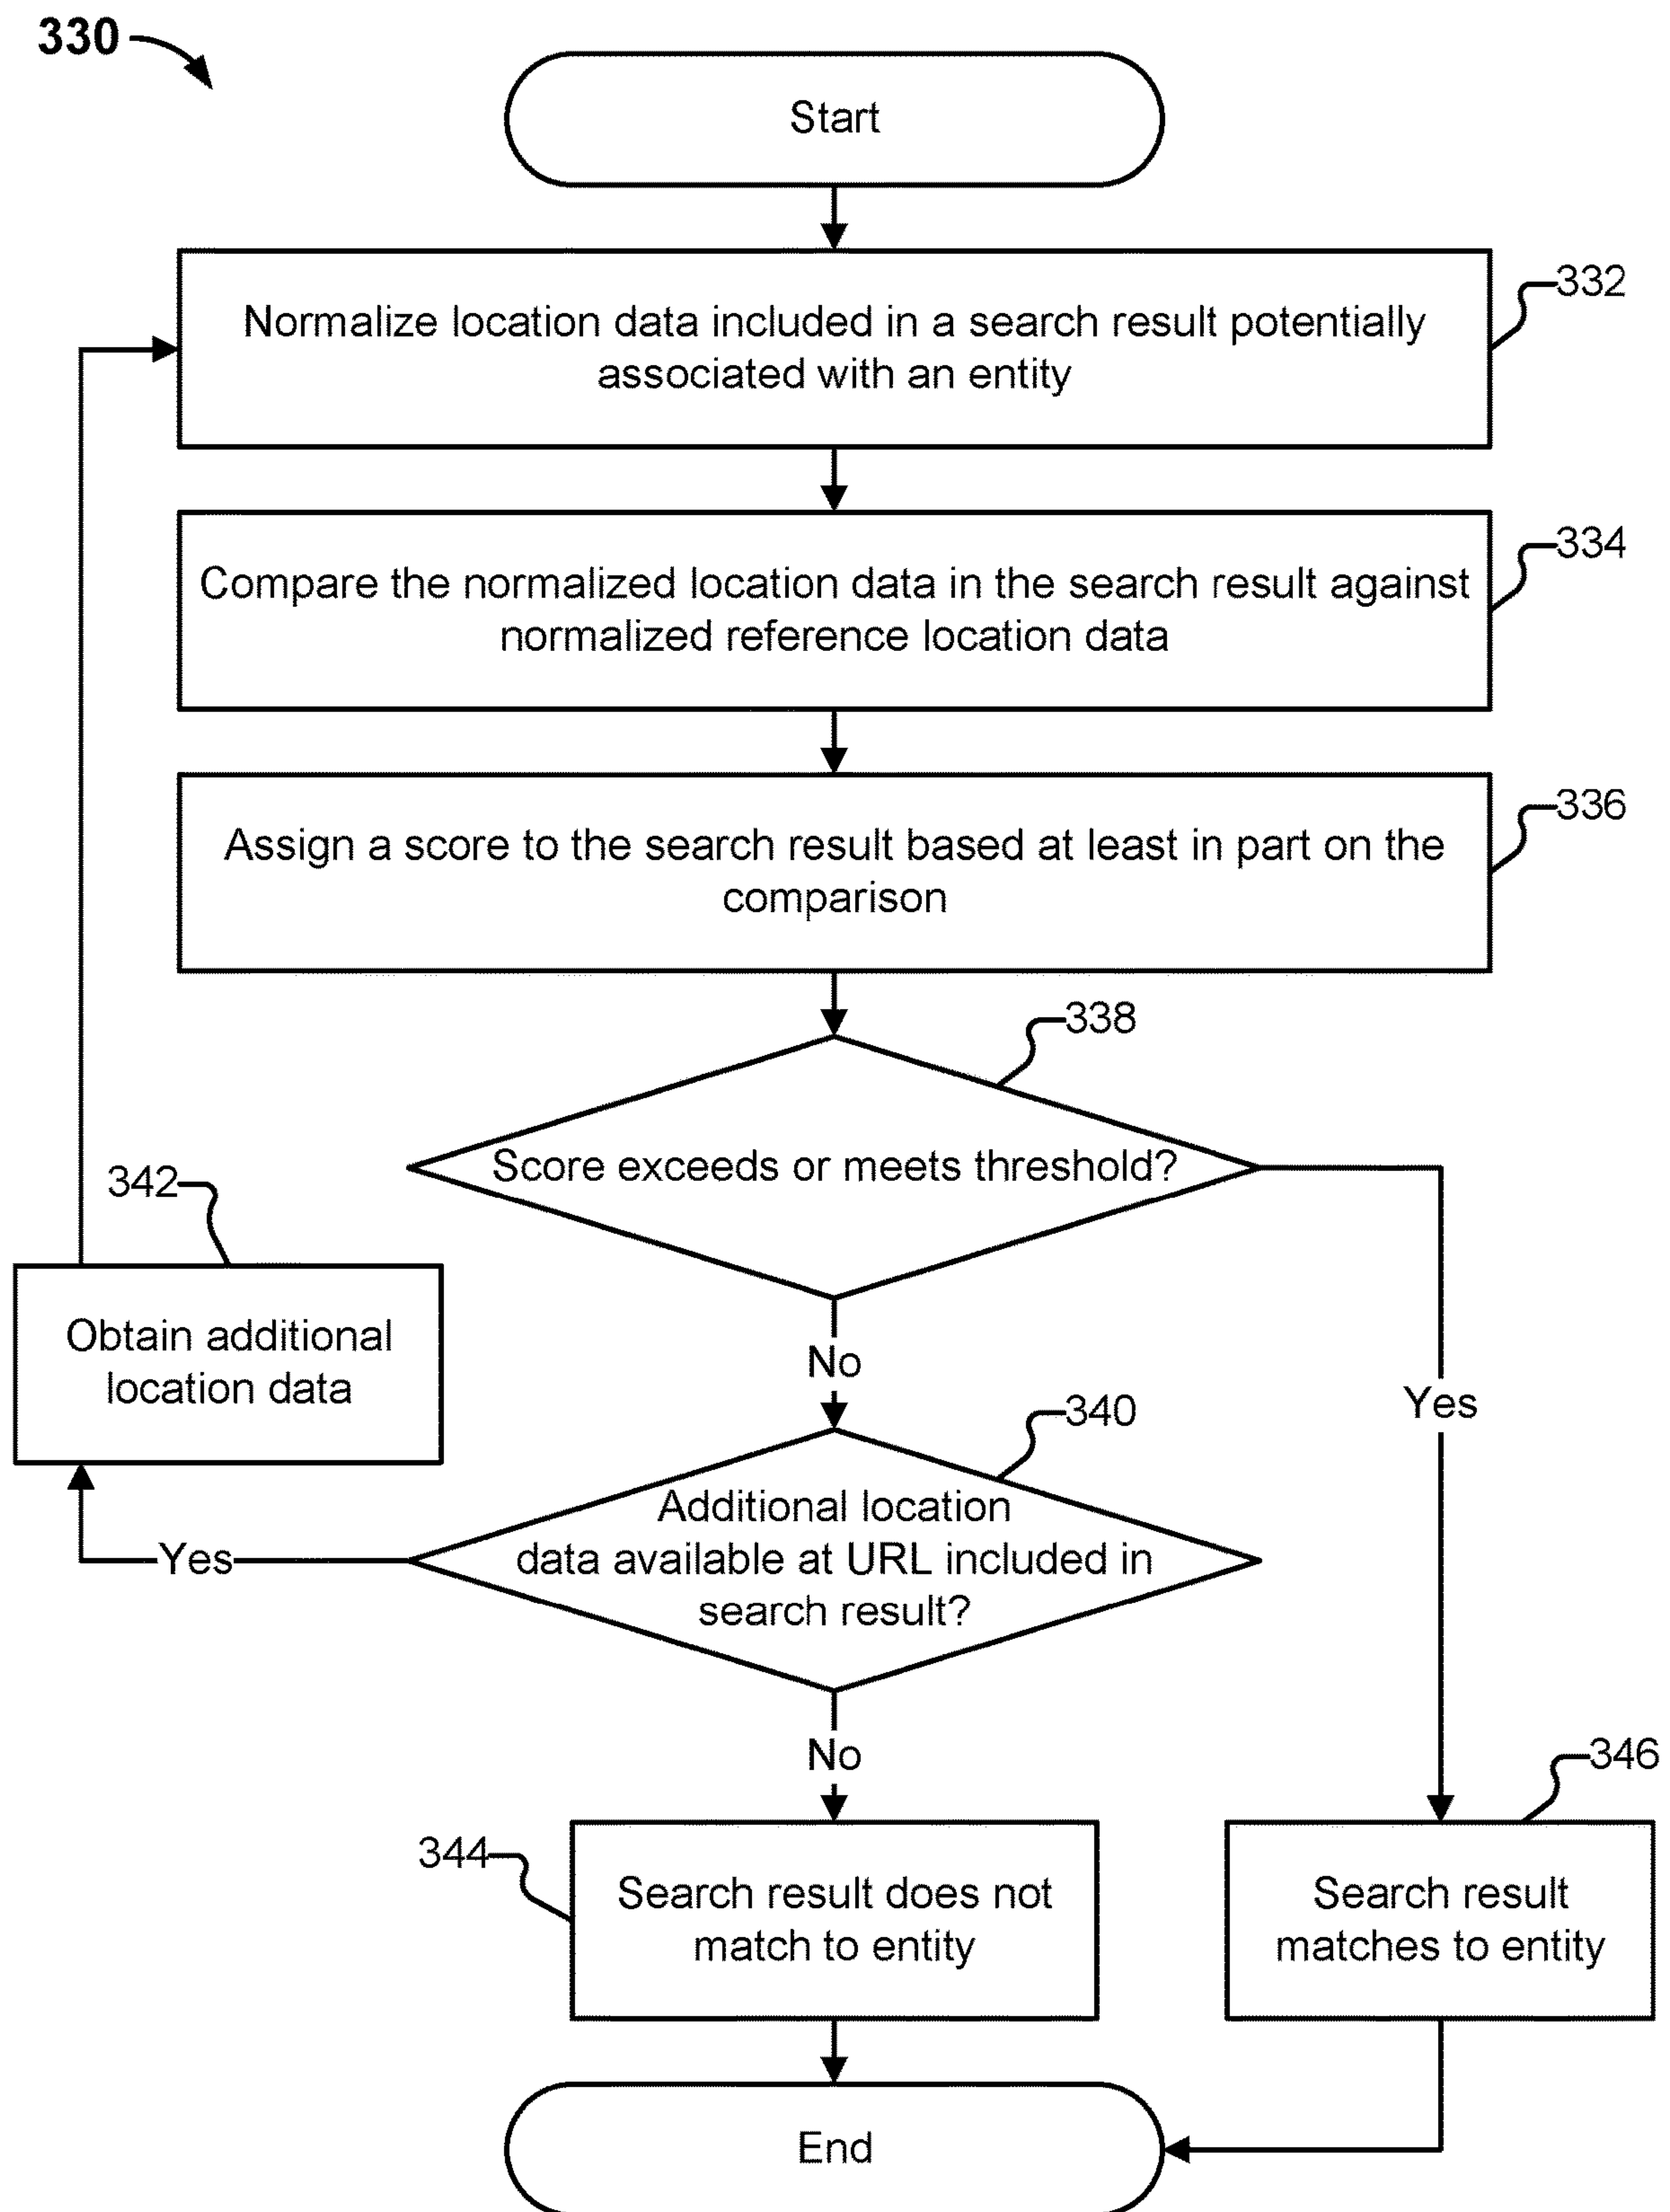 330
Start
Normalize location data included in a search result potentially
associated with an entity
332
Compare the normalized location data in the search result against
normalized reference location data
334
Assign a score to the search result based at least in part on the
comparison
336
338
Score exceeds or meets threshold?
342
Obtain additional
location data
No
Yes
340
Additional location
data available at URL included in
search result?
Yes
No
346
344
Search result does not
match to entity
Search result
matches to entity
End